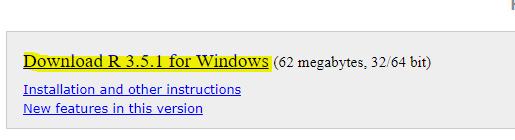 Download R 3.5.1 for Windows (62 megabytes, 32/64 bit)
Installation and other instructions
New features in this version